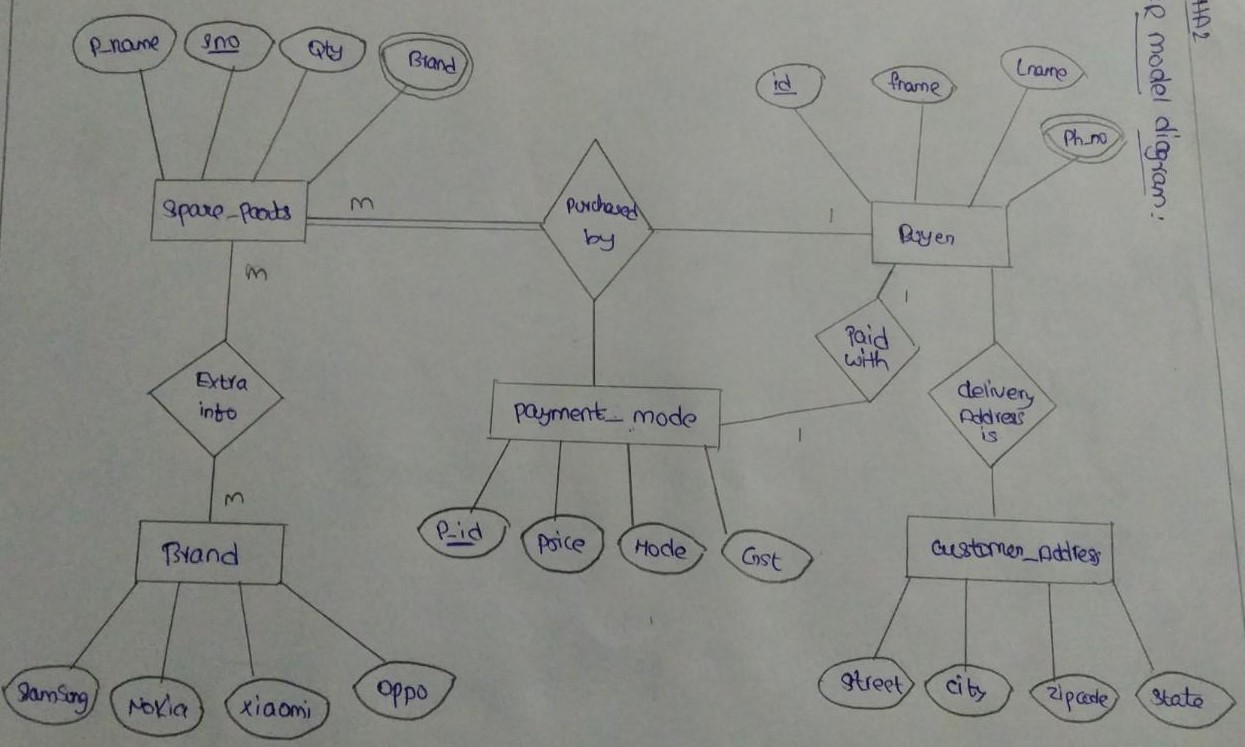 HA2
R model diagram:
P_name
Sno
Qty
Brand
id
fname
Lname
Ph_no
Spare_Parts
m
Purchased
by
1
Buyer
m
Extra
into
m
Brand
Samsung
Nokia
Xiaomi
Oppo
Payment_mode
P_id
Price
Mode
Gst
Paid
with
1
1
delivery
Address
is
Customer_Address
Street
City
Zipcode
State